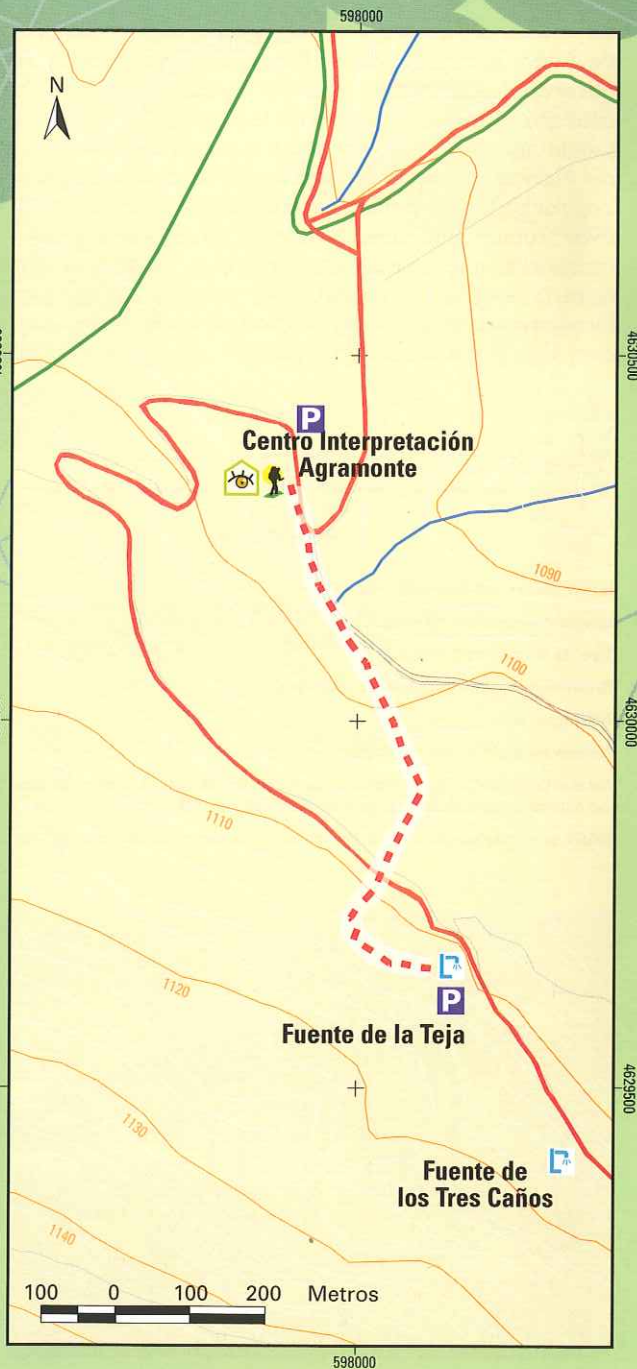 598000
N
4630500
P
Centro Interpretación
Agramonte
1090
1100
4630000
1110
1120
P
Fuente de la Teja
4629500
1130
Fuente de
los Tres Caños
1140
100 0 100 200 Metros
598000